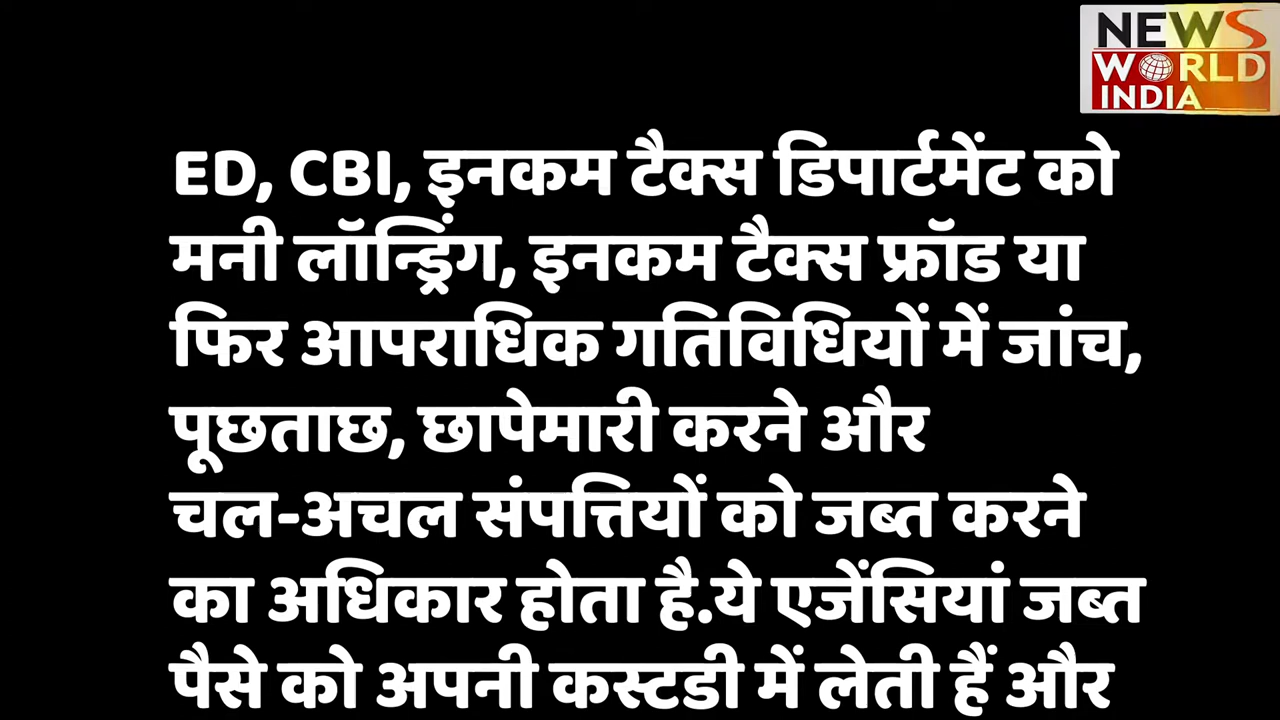 NEWS
WORLD
INDIA
ED, CBI, इनकम टैक्स डिपार्टमेंट को
मनी लॉन्ड्रिंग, इनकम टैक्स फ्रॉड या
फिर आपराधिक गतिविधियों में जांच,
पूछताछ, छापेमारी करने और
चल-अचल संपत्तियों को जब्त करने
का अधिकार होता है.ये एजेंसियां जब्त
पैसे को अपनी कस्टडी में लेती हैं और